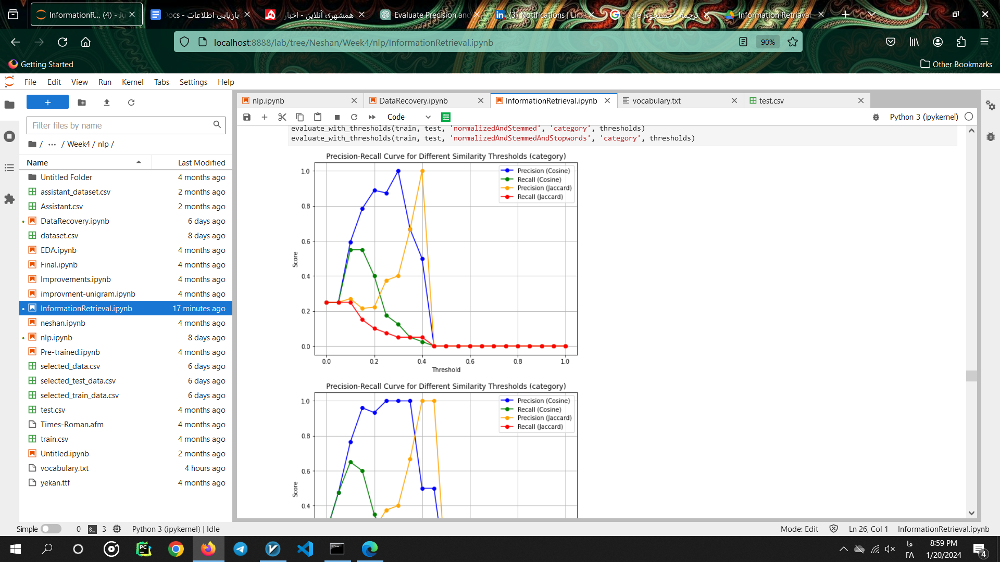 InformationR... (4) - Ju
Docs - بازیابی اطلاعات
همشهری آنلاین - اخبار
Evaluate Precision and
(3) Notifications | Link
ترجمه - جستجوی Google
Information Retrieval
localhost:8888/lab/tree/Neshan/Week4/nlp/InformationRetrieval.ipynb
90%
Getting Started
Other Bookmarks
File Edit View Run Kernel Tabs Settings Help
Filter files by name
/ ... / Week4 / nlp /
Name Last Modified
Untitled Folder 4 months ago
assistant_dataset.csv 2 months ago
Assistant.csv 2 months ago
DataRecovery.ipynb 6 days ago
dataset.csv 8 days ago
EDA.ipynb 4 months ago
Final.ipynb 4 months ago
Improvements.ipynb 4 months ago
improvment-unigram.ipynb 4 months ago
InformationRetrieval.ipynb 17 minutes ago
neshan.ipynb 4 months ago
nlp.ipynb 8 days ago
Pre-trained.ipynb 4 months ago
selected_data.csv 6 days ago
selected_test_data.csv 6 days ago
selected_train_data.csv 6 days ago
test.csv 4 months ago
Times-Roman.afm 4 months ago
train.csv 4 months ago
Untitled.ipynb 2 months ago
vocabulary.txt 4 hours ago
yekan.ttf 4 months ago
nlp.ipynb
DataRecovery.ipynb
InformationRetrieval.ipynb
vocabulary.txt
test.csv
Code
Python 3 (ipykernel)
evaluate_with_thresholds(train, test, 'normalizedAndStemmed', 'category', thresholds)
evaluate_with_thresholds(train, test, 'normalizedAndStemmedAndStopwords', 'category', thresholds)
Precision-Recall Curve for Different Similarity Thresholds (category)
Precision (Cosine)
Recall (Cosine)
Precision (Jaccard)
Recall (Jaccard)
1.0
0.8
0.6
0.4
0.2
0.0
Score
0.0 0.2 0.4 0.6 0.8 1.0
Threshold
Precision-Recall Curve for Different Similarity Thresholds (category)
Precision (Cosine)
Recall (Cosine)
Precision (Jaccard)
Recall (Jaccard)
1.0
0.8
0.6
0.4
Score
Simple 0 3 Python 3 (ipykernel) | Idle
Mode: Edit Ln 26, Col 1 InformationRetrieval.ipynb
PC
فا
FA
8:59 PM
1/20/2024
4